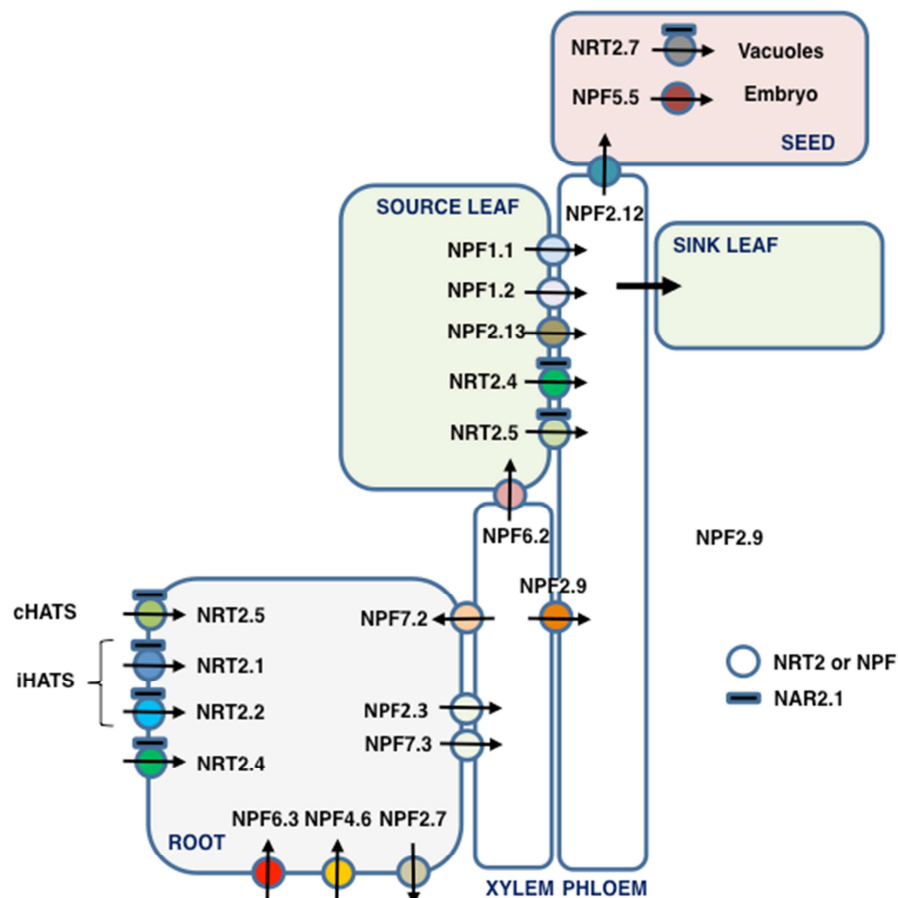 NRT2.7
Vacuoles
NPF5.5
Embryo
SEED
SOURCE LEAF
NPF2.12
NPF1.1
SINK LEAF
NPF1.2
NPF2.13
NRT2.4
NRT2.5
NPF6.2
NPF2.9
NPF2.9
cHATS
NRT2.5
NPF7.2
iHATS
NRT2.1
NRT2 or NPF
NAR2.1
NRT2.2
NPF2.3
NPF7.3
NRT2.4
NPF6.3 NPF4.6 NPF2.7
ROOT
XYLEM PHLOEM